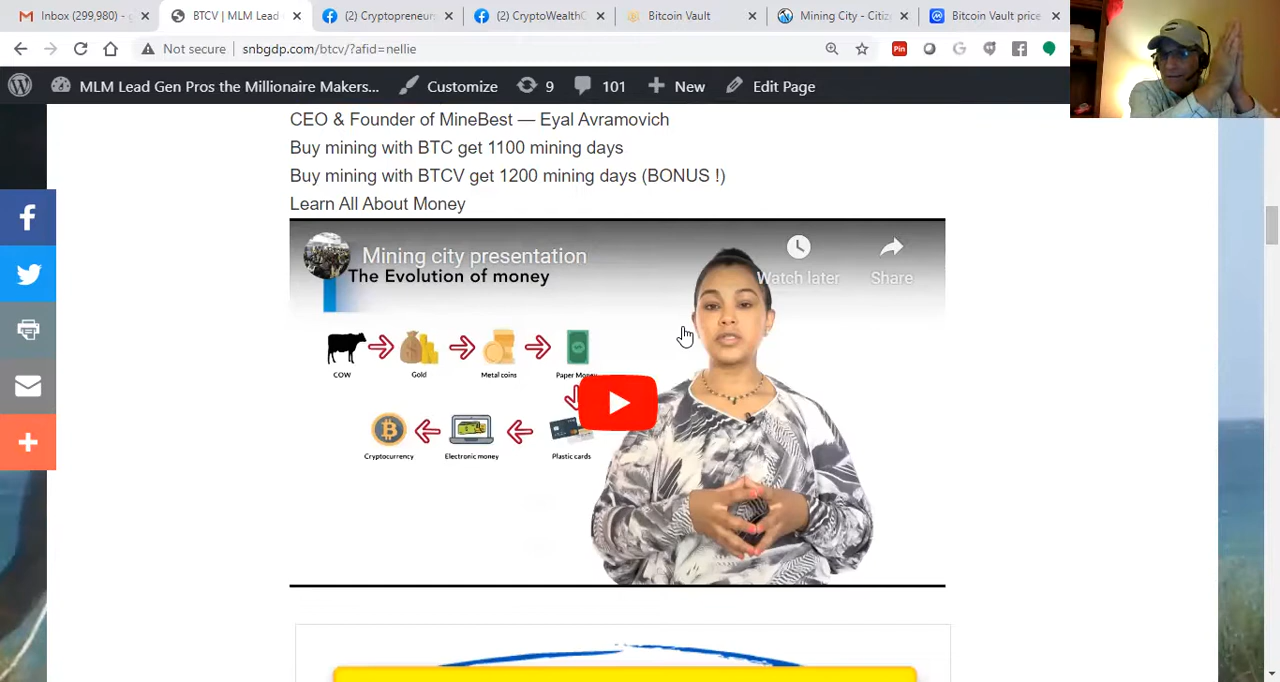 Inbox (299,980) - g
BTCV | MLM Lead
(2) Cryptopreneur
(2) CryptoWealthC
Bitcoin Vault
Mining City - Citiz
Bitcoin Vault price
Not secure
snbgdp.com/btcv/?afid=nellie
Pin
MLM Lead Gen Pros the Millionaire Makers...
Customize
9
101
New
Edit Page
CEO & Founder of MineBest — Eyal Avramovich
Buy mining with BTC get 1100 mining days
Buy mining with BTCV get 1200 mining days (BONUS !)
Learn All About Money
Mining city presentation
Watch later
Share
The Evolution of money
COW
Gold
Metal coins
Paper Money
Cryptocurrency
Electronic money
Plastic cards